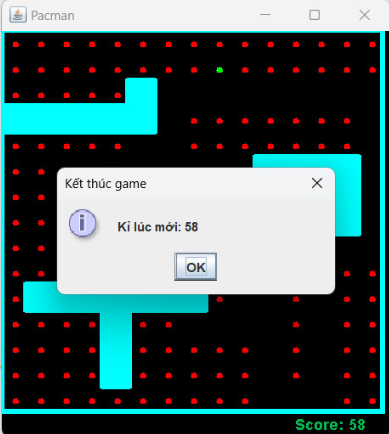 Pacman
Kết thúc game
Kỉ lúc mới: 58
OK
Score: 58